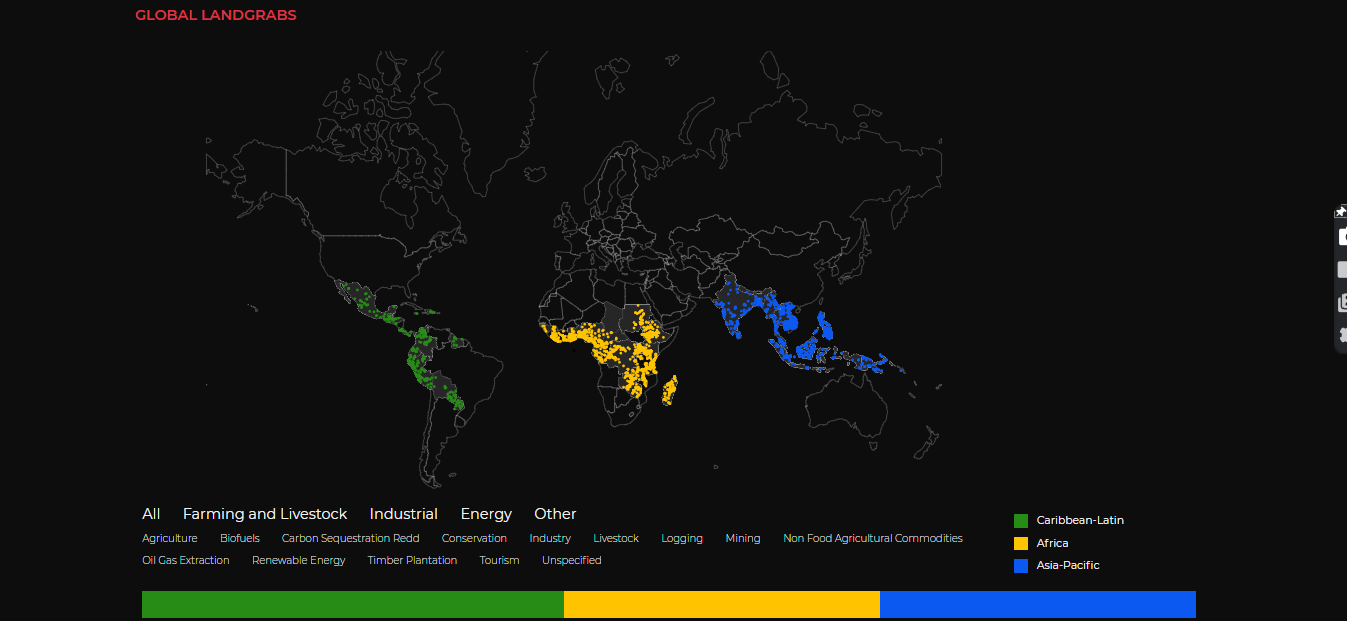 GLOBAL LANDGRABS
All Farming and Livestock Industrial Energy Other
Agriculture Biofuels Carbon Sequestration Redd Conservation Industry Livestock Logging Mining Non Food Agricultural Commodities
Oil Gas Extraction Renewable Energy Timber Plantation Tourism Unspecified
Caribbean-Latin
Africa
Asia-Pacific